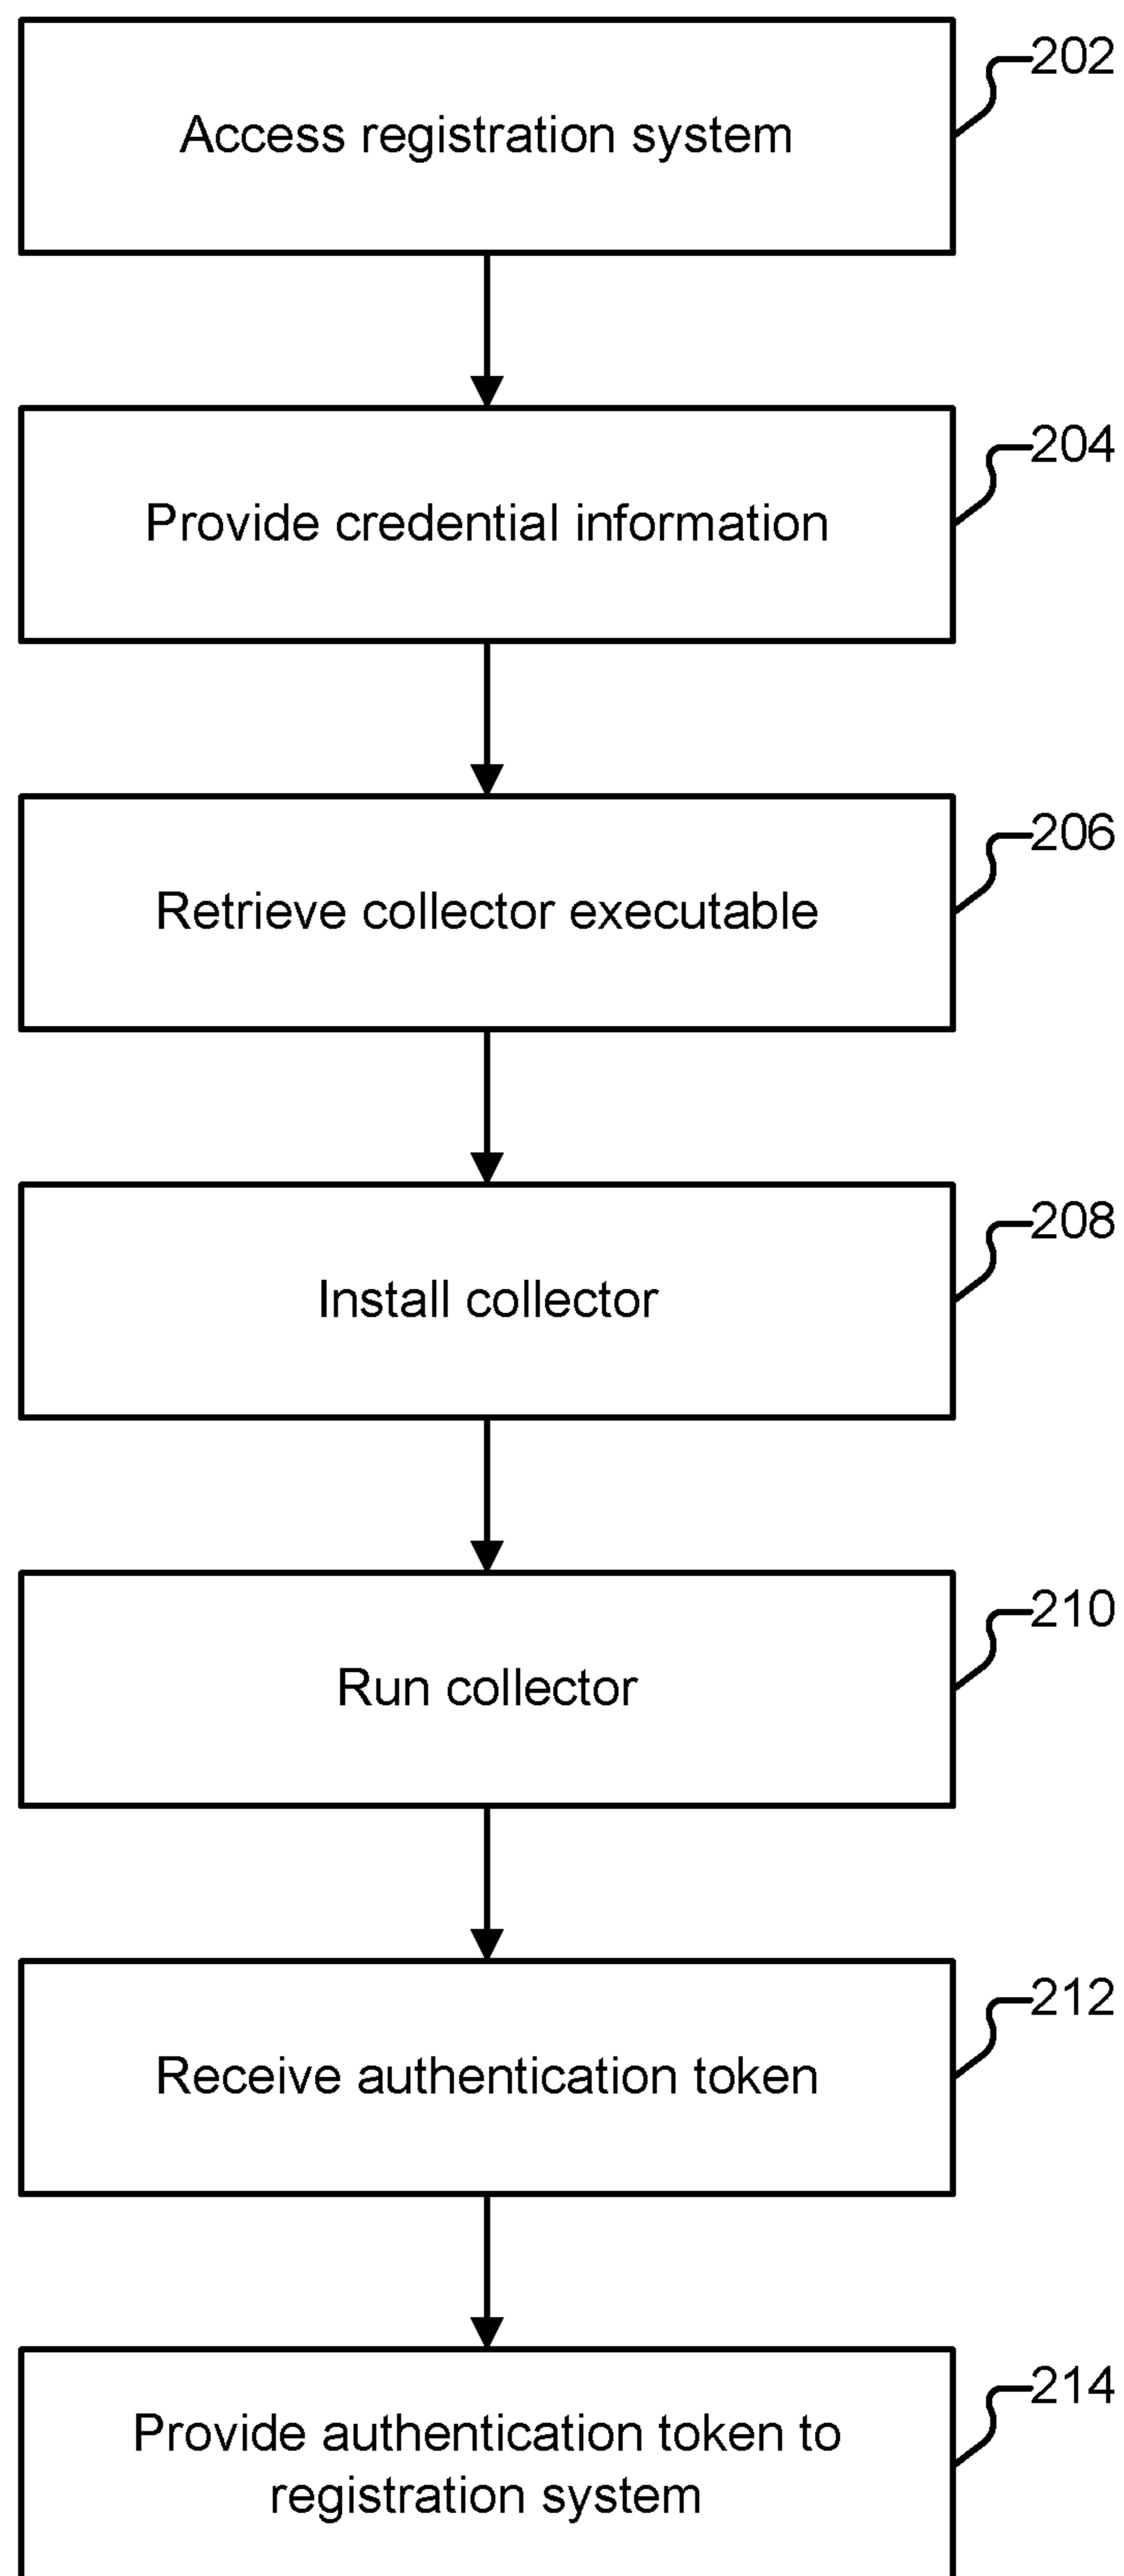 Access registration system
202
Provide credential information
204
Retrieve collector executable
206
Install collector
208
Run collector
210
Receive authentication token
212
Provide authentication token to
registration system
214